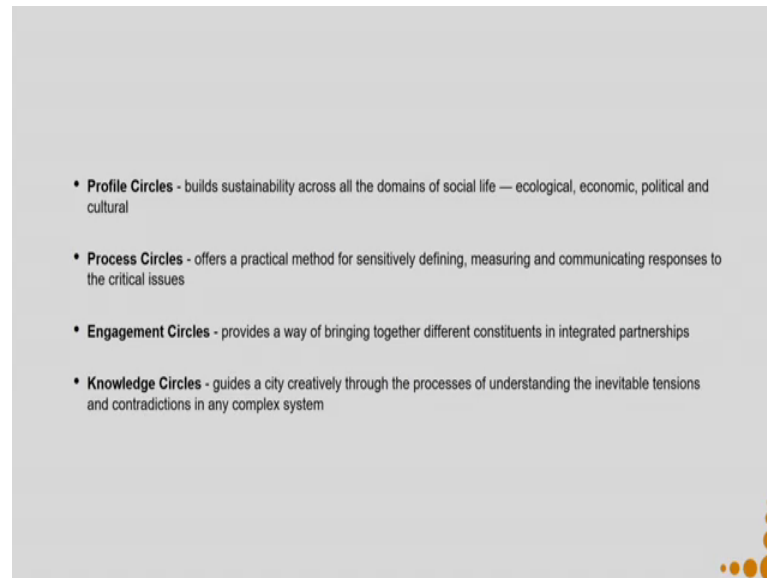 • Profile Circles - builds sustainability across all the domains of social life — ecological, economic, political and
cultural
• Process Circles - offers a practical method for sensitively defining, measuring and communicating responses to
the critical issues
• Engagement Circles - provides a way of bringing together different constituents in integrated partnerships
• Knowledge Circles - guides a city creatively through the processes of understanding the inevitable tensions
and contradictions in any complex system